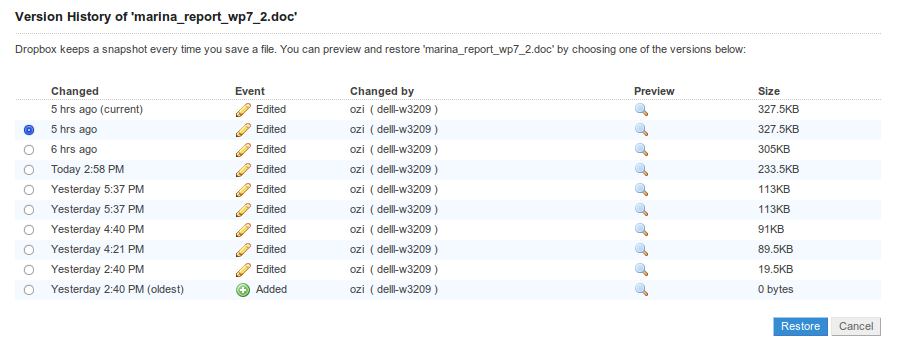 Version History of 'marina_report_wp7_2.doc'
Dropbox keeps a snapshot every time you save a file. You can preview and restore 'marina_report_wp7_2.doc' by choosing one of the versions below:
Changed Event Changed by Preview Size
5 hrs ago (current) Edited ozi ( delll-w3209 ) 327.5KB
5 hrs ago Edited ozi ( delll-w3209 ) 327.5KB
6 hrs ago Edited ozi ( delll-w3209 ) 305KB
Today 2:58 PM Edited ozi ( delll-w3209 ) 233.5KB
Yesterday 5:37 PM Edited ozi ( delll-w3209 ) 113KB
Yesterday 5:37 PM Edited ozi ( delll-w3209 ) 113KB
Yesterday 4:40 PM Edited ozi ( delll-w3209 ) 91KB
Yesterday 4:21 PM Edited ozi ( delll-w3209 ) 89.5KB
Yesterday 2:40 PM Edited ozi ( delll-w3209 ) 19.5KB
Yesterday 2:40 PM (oldest) Added ozi ( delll-w3209 ) 0 bytes
Restore Cancel